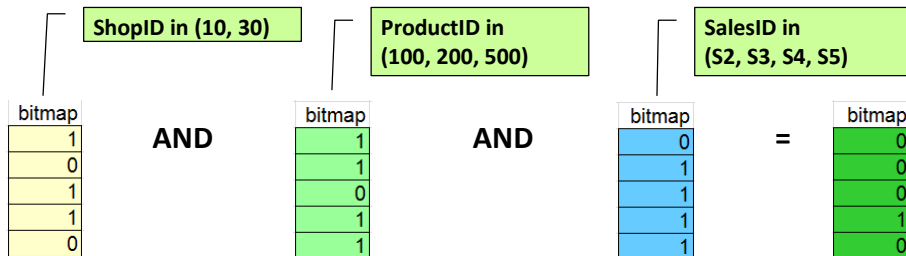 ShopID in (10, 30)
ProductID in
(100, 200, 500)
SalesID in
(S2, S3, S4, S5)
bitmap bitmap bitmap bitmap
1 AND 1 AND 0 = 0
0 1 1 0
1 0 1 0
1 1 1 1
0 1 1 0